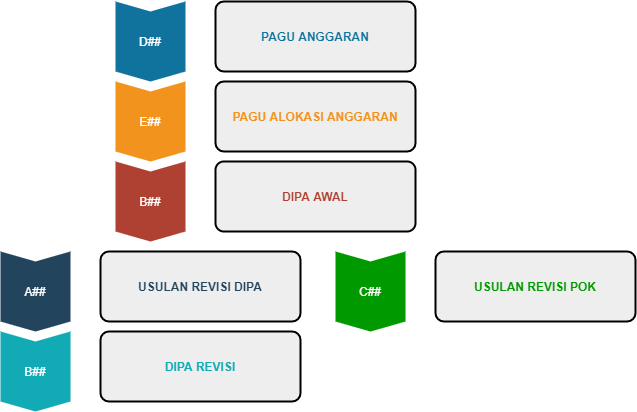 D##
PAGU ANGGARAN
E##
PAGU ALOKASI ANGGARAN
B##
DIPA AWAL
A##
USULAN REVISI DIPA
C##
USULAN REVISI POK
B##
DIPA REVISI